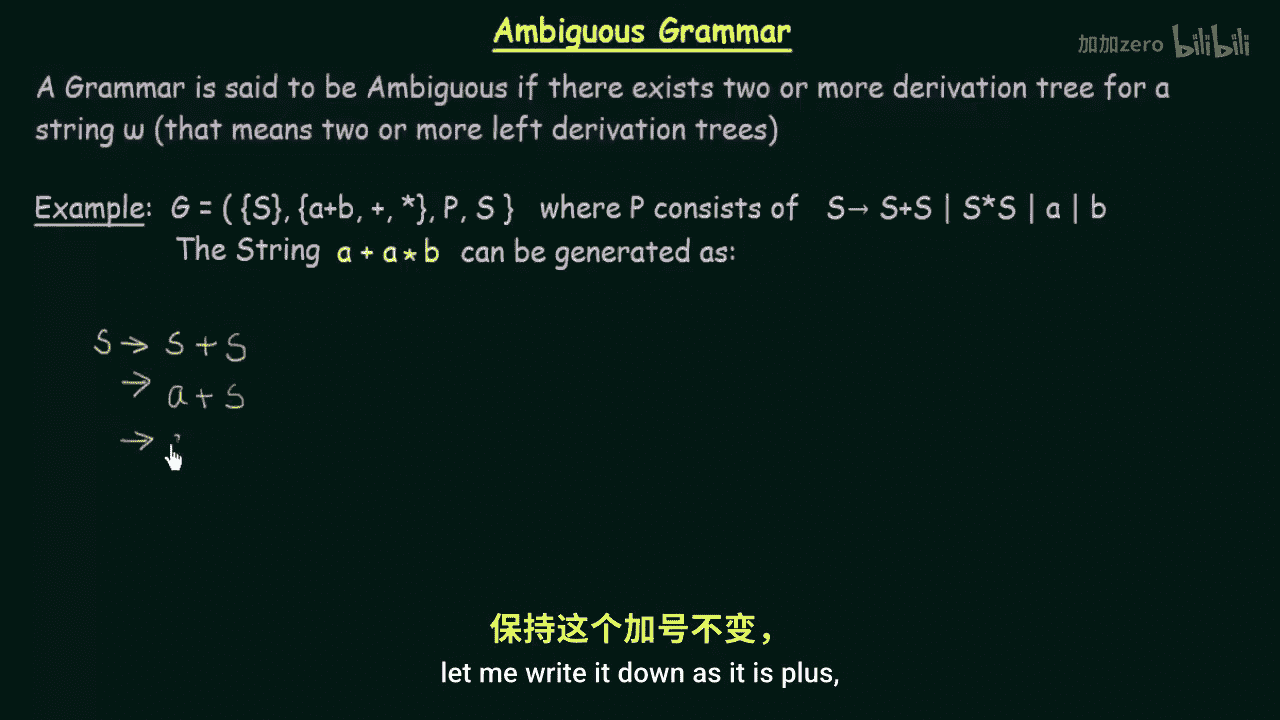 Ambiguous Grammar
加加zero bilibili
A Grammar is said to be Ambiguous if there exists two or more derivation tree for a
string ω (that means two or more left derivation trees)
Example: G = ( {S}, {a+b, +, *}, P, S } where P consists of S→ S+S | S*S | a | b
The String a + a * b can be generated as:
S → S + S
→ a + S
→
保持这个加号不变，
let me write it down as it is plus,